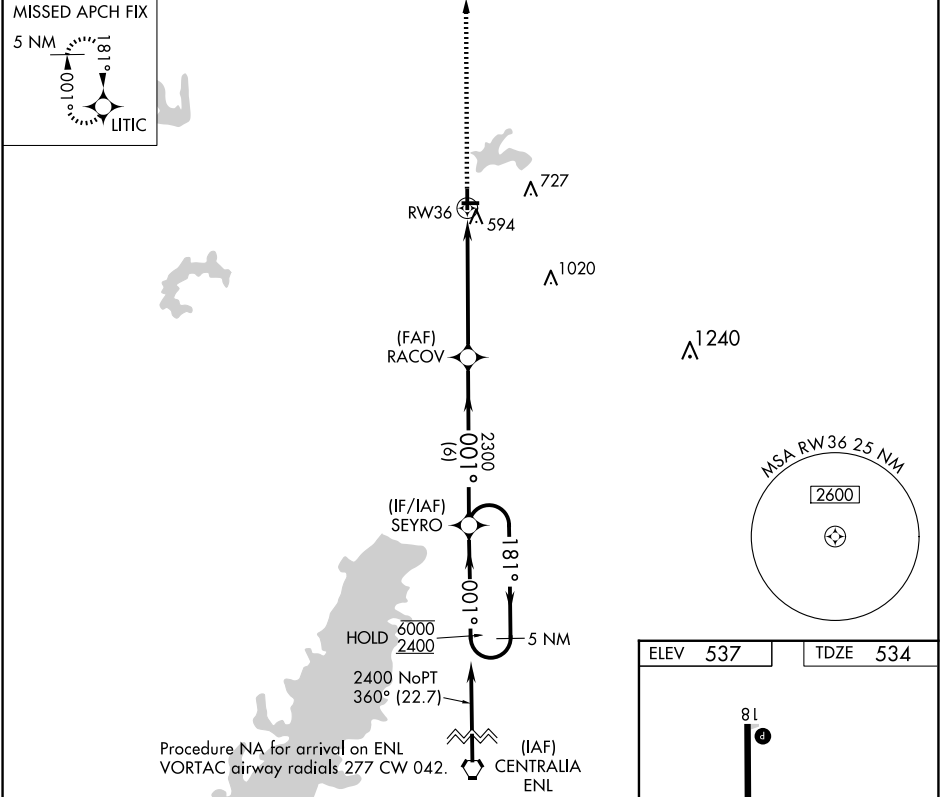 MISSED APCH FIX
5 NM
181°
001°
LITIC
727
RW36
594
1020
(FAF)
RACOV
1240
2300
001°
(6)
MSA RW36 25 NM
2600
(IF/IAF)
SEYRO
181°
001°
HOLD
6000
2400
5 NM
2400 NoPT
360° (22.7)
Procedure NA for arrival on ENL
VORTAC airway radials 277 CW 042.
(IAF)
CENTRALIA
ENL
ELEV 537
TDZE 534
18
P